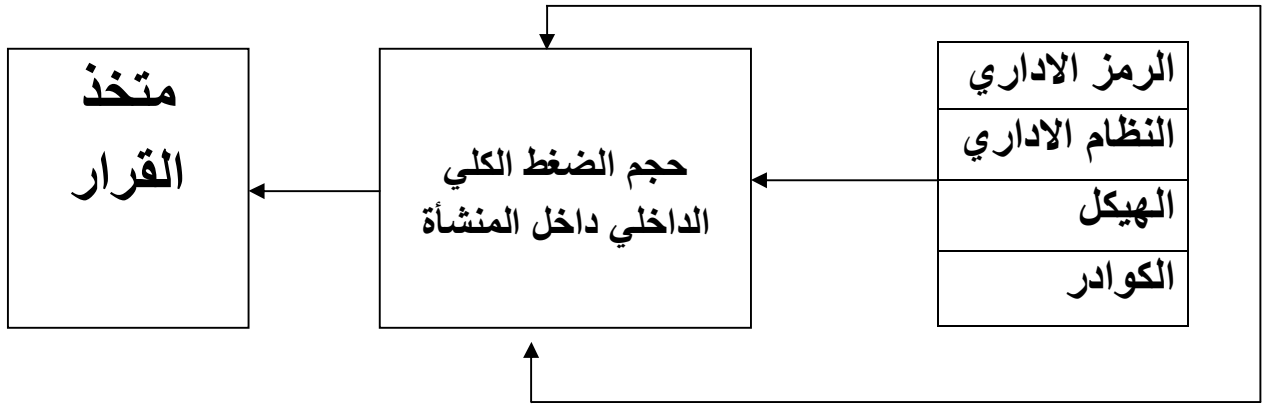 الرمز الاداري
النظام الاداري
الهيكل
الكوادر
حجم الضغط الكلي
الداخلي داخل المنشأة
متخذ
القرار